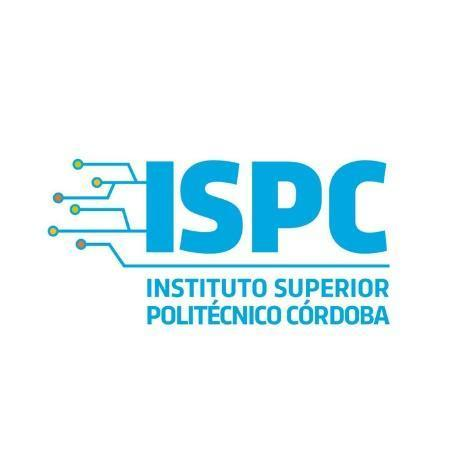 ISPC
INSTITUTO SUPERIOR
POLITÉCNICO CÓRDOBA